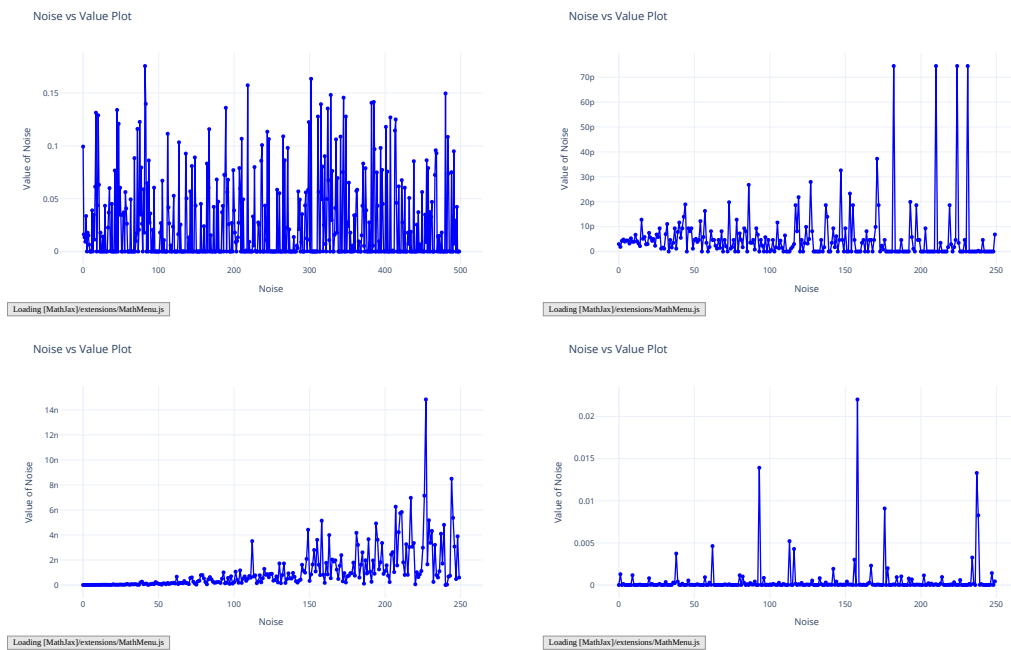 Noise vs Value Plot
0.15
0.1
0.05
0
Value of Noise
0 100 200 300 400 500
Noise
Loading [MathJax]/extensions/MathMenu.js
Noise vs Value Plot
70p
60p
50p
40p
30p
20p
10p
0
Value of Noise
0 50 100 150 200 250
Noise
Loading [MathJax]/extensions/MathMenu.js
Noise vs Value Plot
14n
12n
10n
8n
6n
4n
2n
0
Value of Noise
0 50 100 150 200 250
Noise
Loading [MathJax]/extensions/MathMenu.js
Noise vs Value Plot
0.02
0.015
0.01
0.005
0
Value of Noise
0 50 100 150 200 250
Noise
Loading [MathJax]/extensions/MathMenu.js